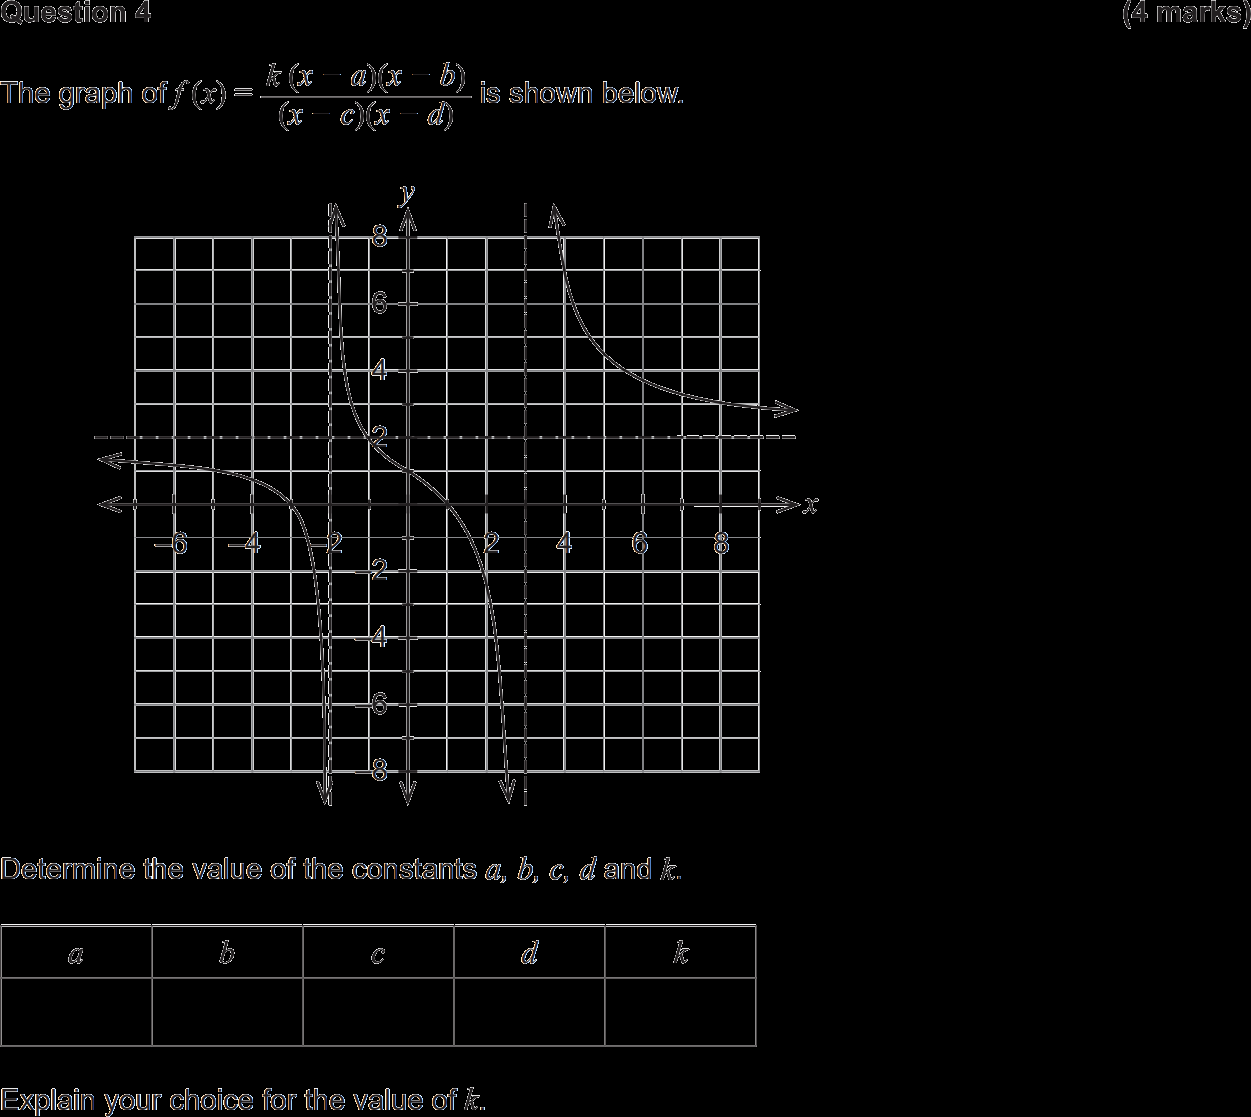 Question 4 (4 marks)
The graph of f (x) = k (x − a)(x − b) / (x − c)(x − d) is shown below.
y
8
6
4
2
x
−6 −4 −2 2 4 6 8
−2
−4
−6
−8
Determine the value of the constants a, b, c, d and k.
a b c d k
Explain your choice for the value of k.